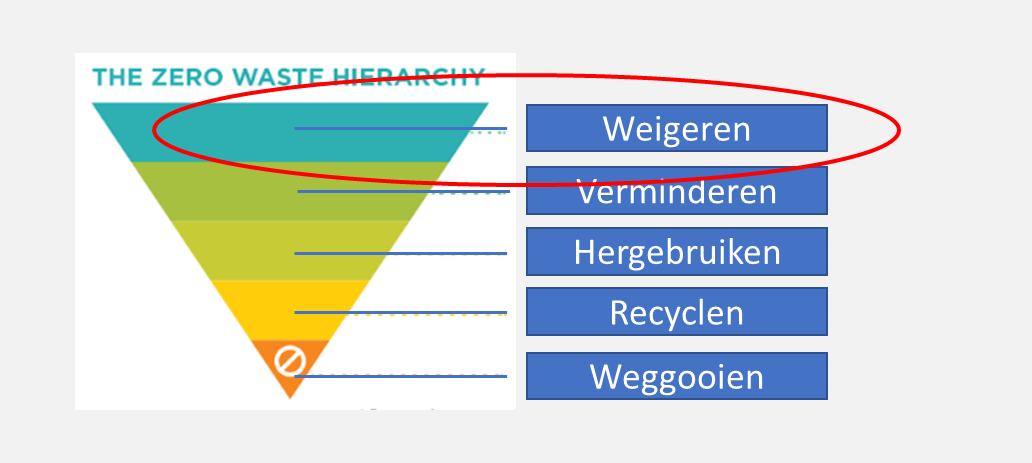 THE ZERO WASTE HIERARCHY
Weigeren
Verminderen
Hergebruiken
Recyclen
Weggooien